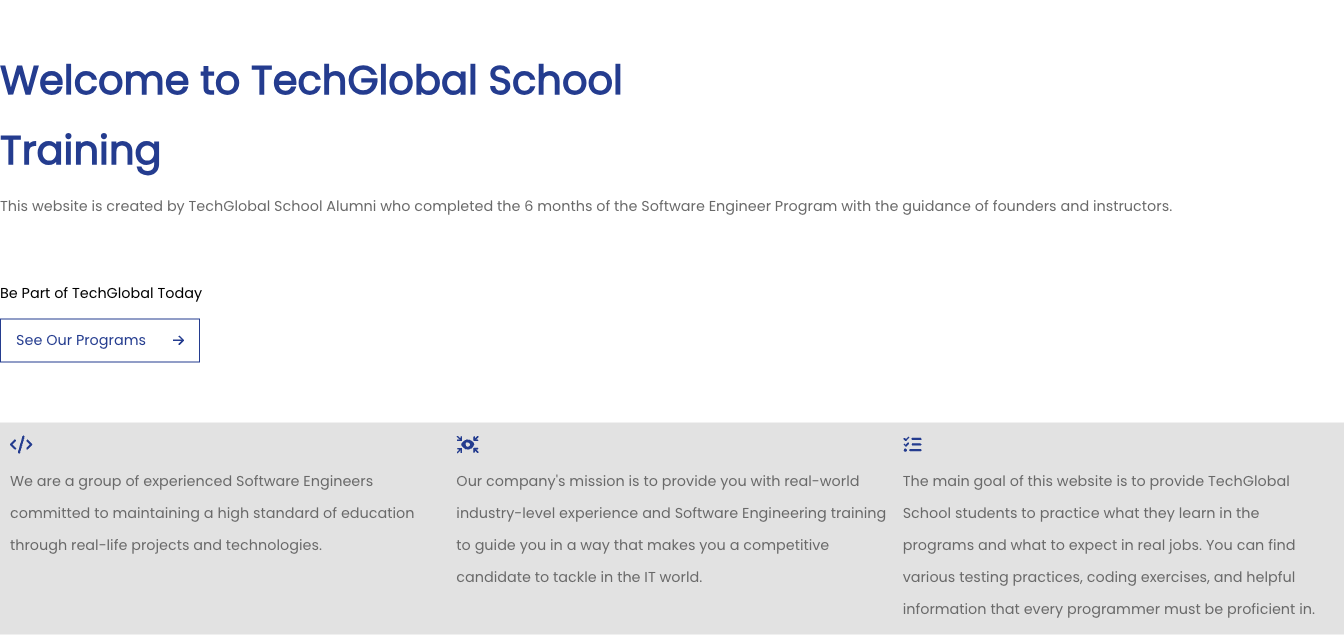 Welcome to TechGlobal School
Training
This website is created by TechGlobal School Alumni who completed the 6 months of the Software Engineer Program with the guidance of founders and instructors.
Be Part of TechGlobal Today
See Our Programs
We are a group of experienced Software Engineers
committed to maintaining a high standard of education
through real-life projects and technologies.
Our company's mission is to provide you with real-world
industry-level experience and Software Engineering training
to guide you in a way that makes you a competitive
candidate to tackle in the IT world.
The main goal of this website is to provide TechGlobal
School students to practice what they learn in the
programs and what to expect in real jobs. You can find
various testing practices, coding exercises, and helpful
information that every programmer must be proficient in.